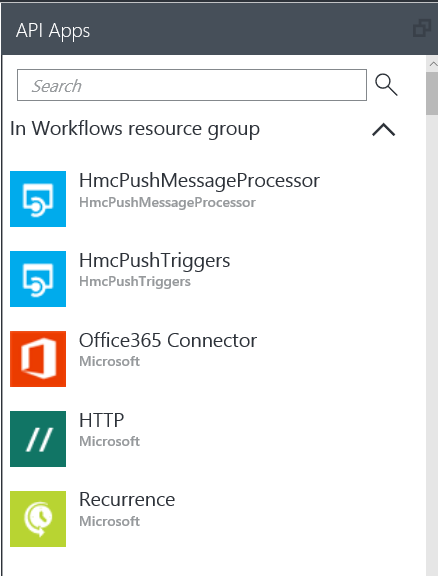 API Apps
Search
In Workflows resource group
HmcPushMessageProcessor
HmcPushMessageProcessor
HmcPushTriggers
HmcPushTriggers
Office365 Connector
Microsoft
HTTP
Microsoft
Recurrence
Microsoft